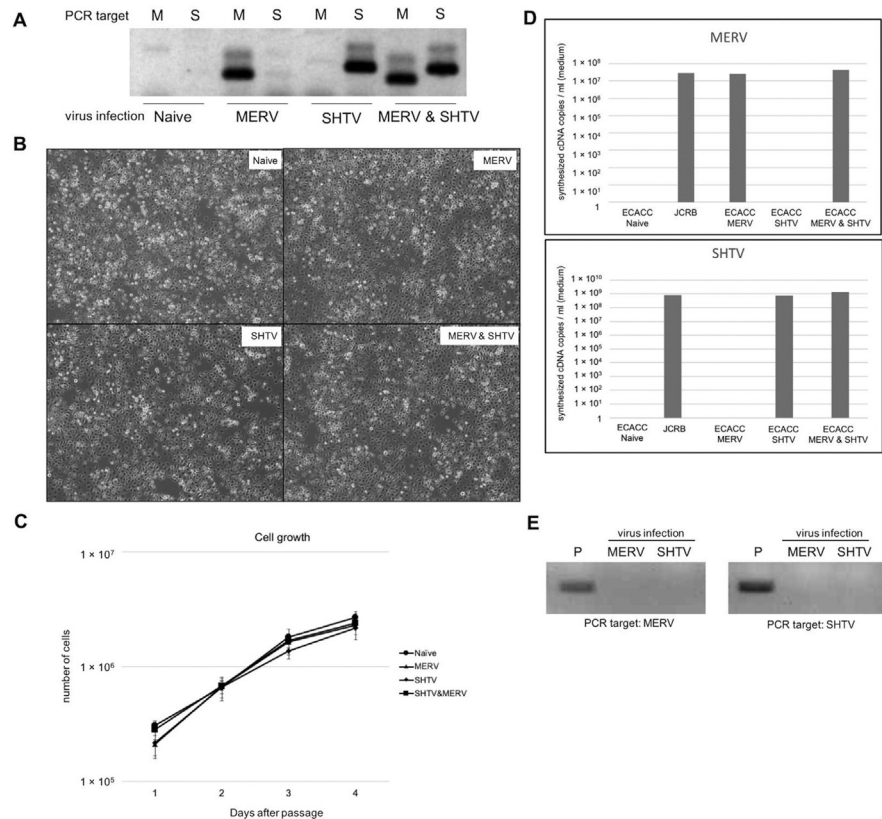 A
PCR target M S M S M S M S
virus infection Naive MERV SHTV MERV & SHTV
B
Naive
MERV
SHTV
MERV & SHTV
C
Cell growth
1 × 10⁷
1 × 10⁶
1 × 10⁵
number of cells
1 2 3 4
Days after passage
Naïve
MERV
SHTV
SHTV&MERV
D
MERV
synthesized cDNA copies / ml (medium)
1 × 10⁸
1 × 10⁷
1 × 10⁶
1 × 10⁵
1 × 10⁴
1 × 10³
1 × 10²
1 × 10¹
1
ECACC JCRB ECACC ECACC ECACC
Naive MERV SHTV MERV & SHTV
SHTV
synthesized cDNA copies / ml (medium)
1 × 10¹⁰
1 × 10⁹
1 × 10⁸
1 × 10⁷
1 × 10⁶
1 × 10⁵
1 × 10⁴
1 × 10³
1 × 10²
1 × 10¹
1
ECACC JCRB ECACC ECACC ECACC
Naive MERV SHTV MERV & SHTV
E
virus infection
P MERV SHTV
PCR target: MERV
virus infection
P MERV SHTV
PCR target: SHTV